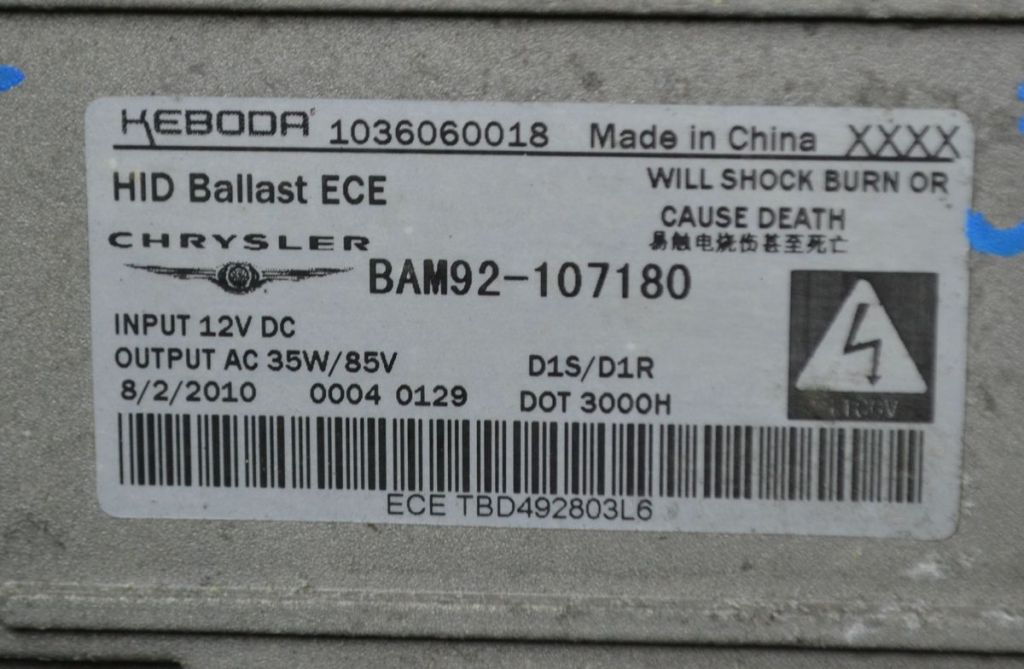 KEBODA 1036060018 Made in China XXXX
HID Ballast ECE
WILL SHOCK BURN OR
CAUSE DEATH
易触电烧伤甚至死亡
CHRYSLER
BAM92-107180
INPUT 12V DC
OUTPUT AC 35W/85V
D1S/D1R
8/2/2010 0004 0129
DOT 3000H
ECE TBD492803L6